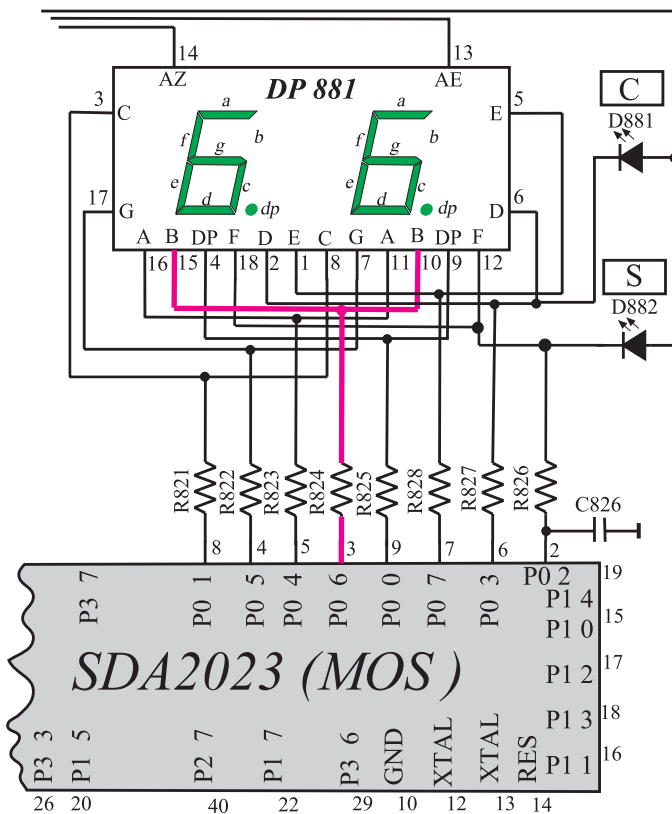 14 13
AZ AE
DP 881
3 C E 5
a a
f b f b
g g
e c e c
d d
dp dp
17 G D 6
A B DP F D E C G A B DP F
16 15 4 18 2 1 8 7 11 10 9 12
C
D881
S
D882
R821 R822 R823 R824 R825 R828 R827 R826
C826
8 4 5 3 9 7 6 2
P3 7 P0 1 P0 5 P0 4 P0 6 P0 0 P0 7 P0 3 P0 2
19
P1 4
15
P1 0
17
P1 2
SDA2023 (MOS )
18
P1 3
16
P1 1
P3 3 P1 5 P2 7 P1 7 P3 6 GND XTAL XTAL RES
26 20 40 22 29 10 12 13 14